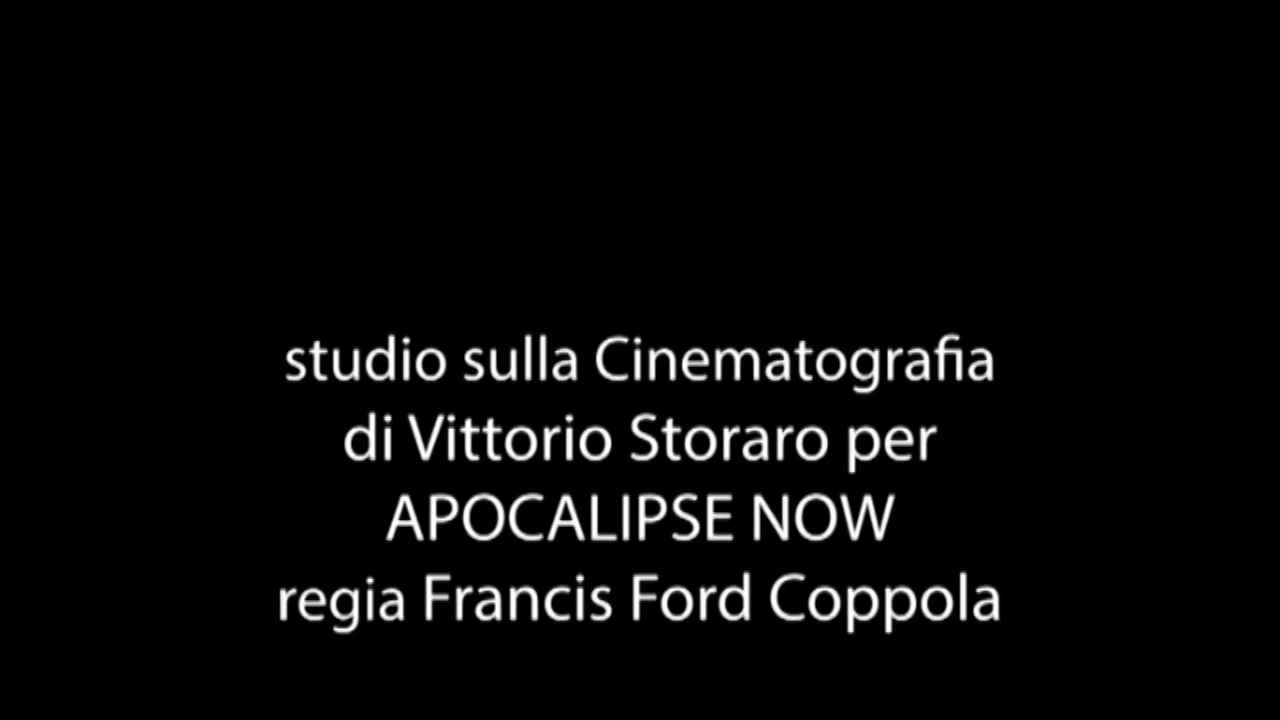 studio sulla Cinematografia
di Vittorio Storaro per
APOCALIPSE NOW
regia Francis Ford Coppola